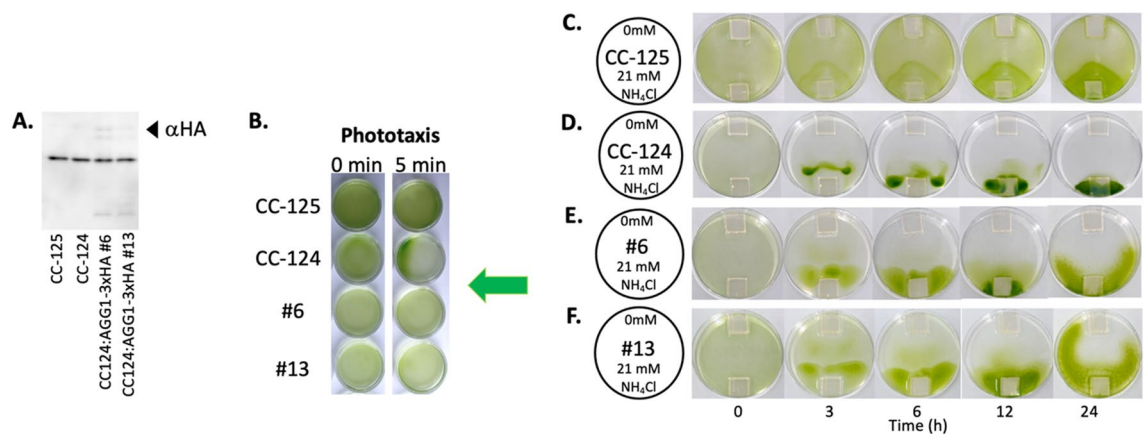 A.
αHA
CC-125
CC-124
CC124:AGG1-3xHA #6
CC124:AGG1-3xHA #13
B.
Phototaxis
0 min 5 min
CC-125
CC-124
#6
#13
C.
0mM
CC-125
21 mM
NH₄Cl
D.
0mM
CC-124
21 mM
NH₄Cl
E.
0mM
#6
21 mM
NH₄Cl
F.
0mM
#13
21 mM
NH₄Cl
0 3 6 12 24
Time (h)